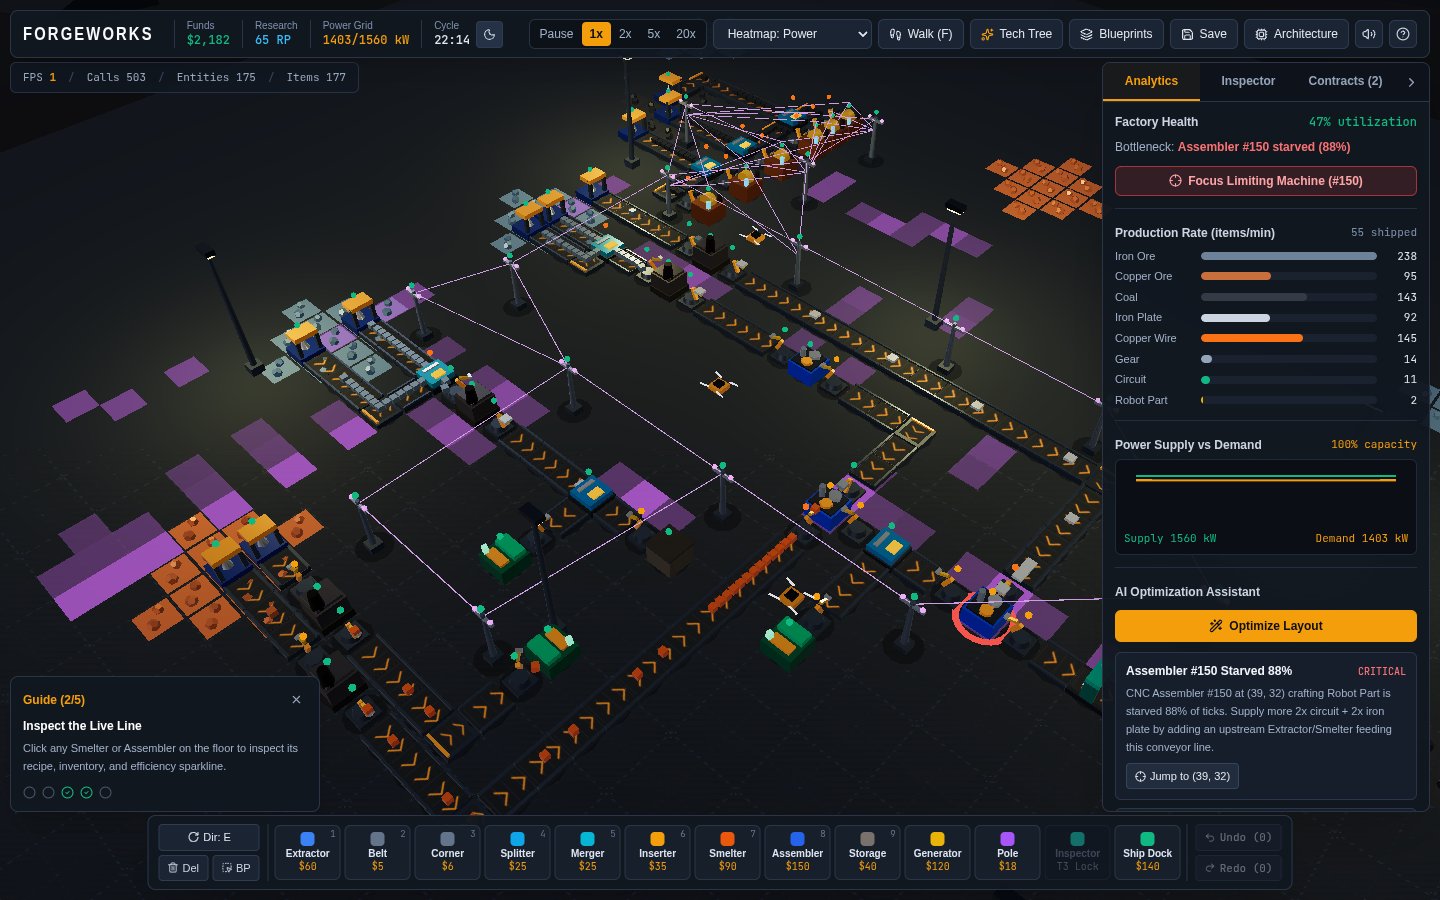 FORGEWORKS
Funds
$2,182
Research
65 RP
Power Grid
1403/1560 kW
Cycle
22:14
Pause
1x
2x
5x
20x
Heatmap: Power
Walk (F)
Tech Tree
Blueprints
Save
Architecture
FPS 1 / Calls 503 / Entities 175 / Items 177
Analytics
Inspector
Contracts (2)
Factory Health
47% utilization
Bottleneck: Assembler #150 starved (88%)
Focus Limiting Machine (#150)
Production Rate (items/min)
55 shipped
Iron Ore 238
Copper Ore 95
Coal 143
Iron Plate 92
Copper Wire 145
Gear 14
Circuit 11
Robot Part 2
Power Supply vs Demand
100% capacity
Supply 1560 kW
Demand 1403 kW
AI Optimization Assistant
Optimize Layout
Assembler #150 Starved 88%
CRITICAL
CNC Assembler #150 at (39, 32) crafting Robot Part is
starved 88% of ticks. Supply more 2x circuit + 2x iron
plate by adding an upstream Extractor/Smelter feeding
this conveyor line.
Jump to (39, 32)
Guide (2/5)
Inspect the Live Line
Click any Smelter or Assembler on the floor to inspect its
recipe, inventory, and efficiency sparkline.
Dir: E
Del
BP
1
Extractor
$60
2
Belt
$5
3
Corner
$6
4
Splitter
$25
5
Merger
$25
6
Inserter
$35
7
Smelter
$90
8
Assembler
$150
9
Storage
$40
Generator
$120
Pole
$18
Inspector
T3 Lock
Ship Dock
$140
Undo (0)
Redo (0)